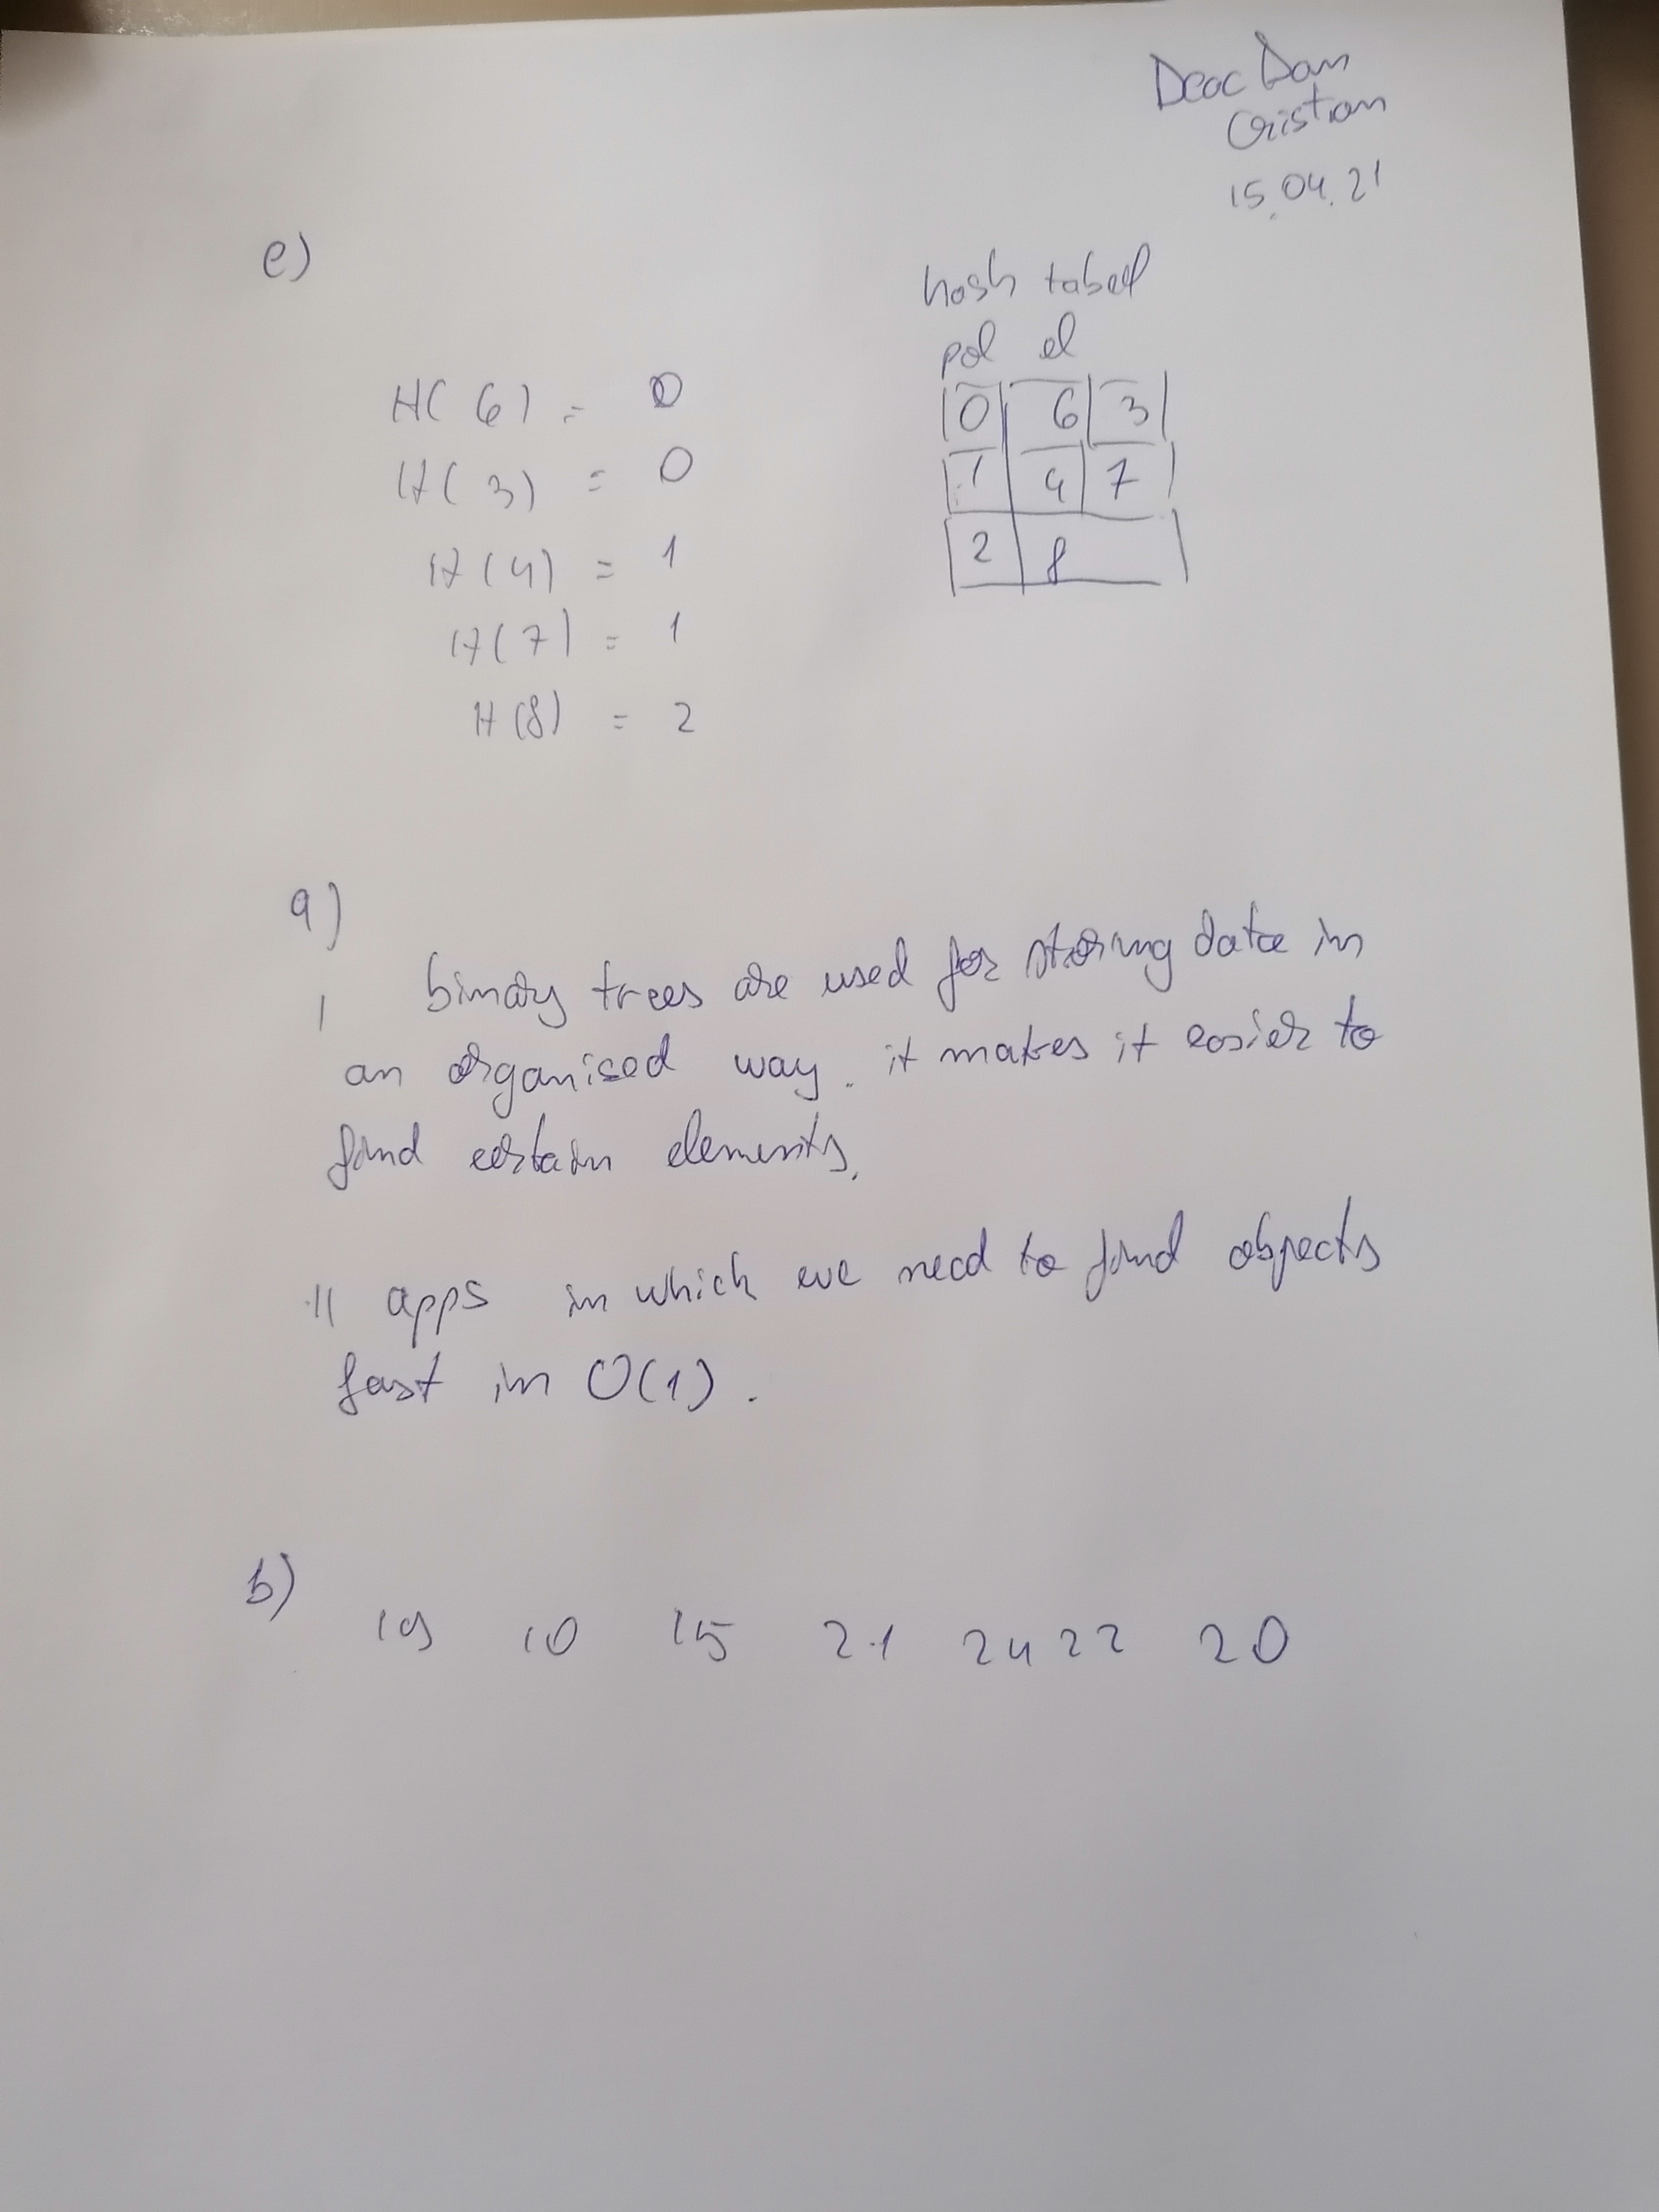 Deac Dan
Cristian
15.04.21
e)
hash tabel
pol el
H(6) = 0
H(3) = 0
H(4) = 1
H(7) = 1
H(8) = 2
0 6 3
1 4 7
2 8
a)
I binary trees are used for storing data in
an organised way. it makes it easier to
find certain elements.
II apps in which we need to find objects
fast in O(1).
b)
19 10 15 21 24 22 20